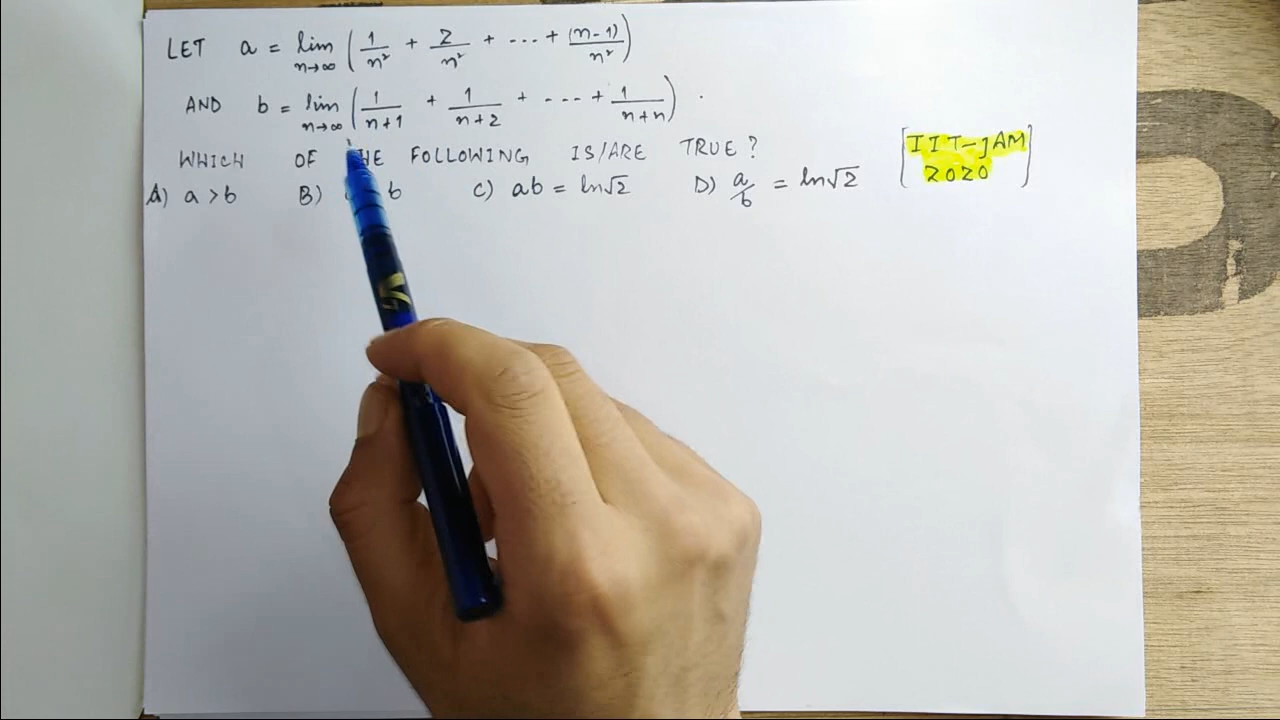 LET a = lim n→∞ (1/n² + 2/n² + ... + (n-1)/n²)
AND b = lim n→∞ (1/n+1 + 1/n+2 + ... + 1/n+n).
WHICH OF FOLLOWING IS/ARE TRUE?
[IIT-JAM 2020]
A) a > b B) b C) ab = ln√2 D) a/b = ln√2